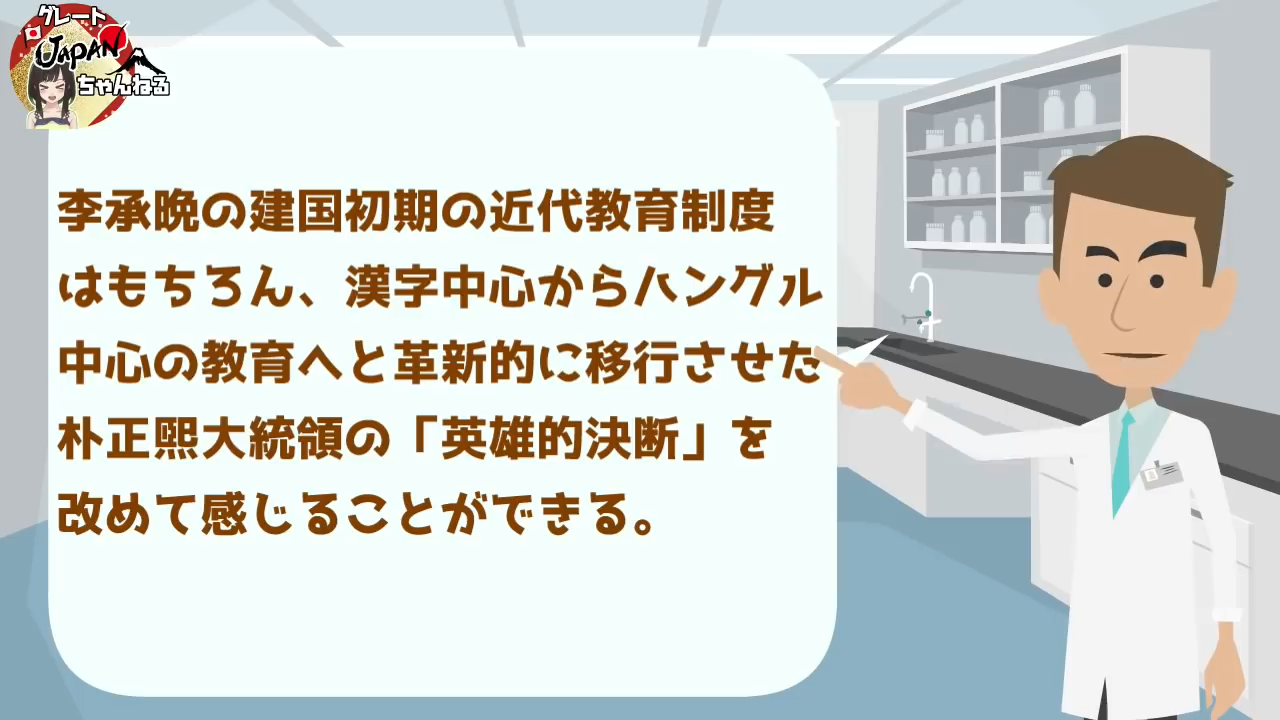 グレート
JAPAN
ちゃんねる
李承晩の建国初期の近代教育制度
はもちろん、漢字中心からハングル
中心の教育へと革新的に移行させた
朴正熙大統領の「英雄的決断」を
改めて感じることができる。